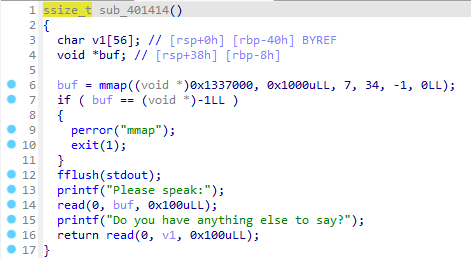 1 ssize_t sub_401414()
2 {
3 char v1[56]; // [rsp+0h] [rbp-40h] BYREF
4 void *buf; // [rsp+38h] [rbp-8h]
5
6 buf = mmap((void *)0x1337000, 0x1000uLL, 7, 34, -1, 0LL);
7 if ( buf == (void *)-1LL )
8 {
9 perror("mmap");
10 exit(1);
11 }
12 fflush(stdout);
13 printf("Please speak:");
14 read(0, buf, 0x100uLL);
15 printf("Do you have anything else to say?");
16 return read(0, v1, 0x100uLL);
17 }